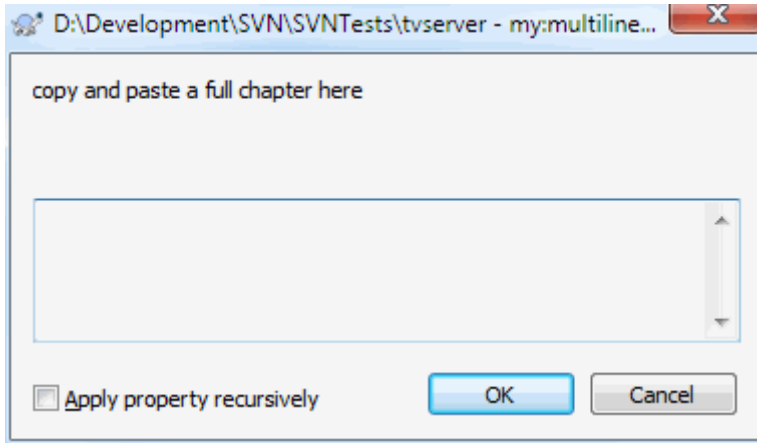 D:\Development\SVN\SVNTests\tvserver - my:multiline...
copy and paste a full chapter here
Apply property recursively
OK
Cancel